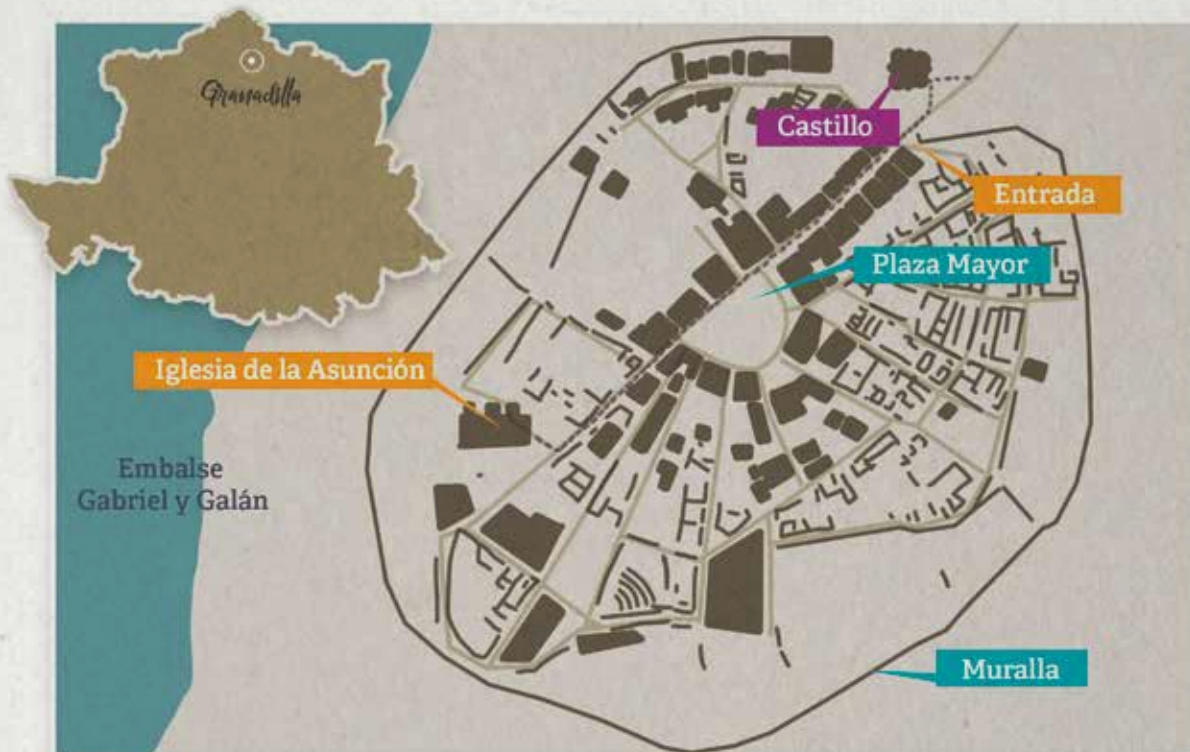 Granadilla
Castillo
Entrada
Plaza Mayor
Iglesia de la Asunción
Embalse
Gabriel y Galán
Muralla